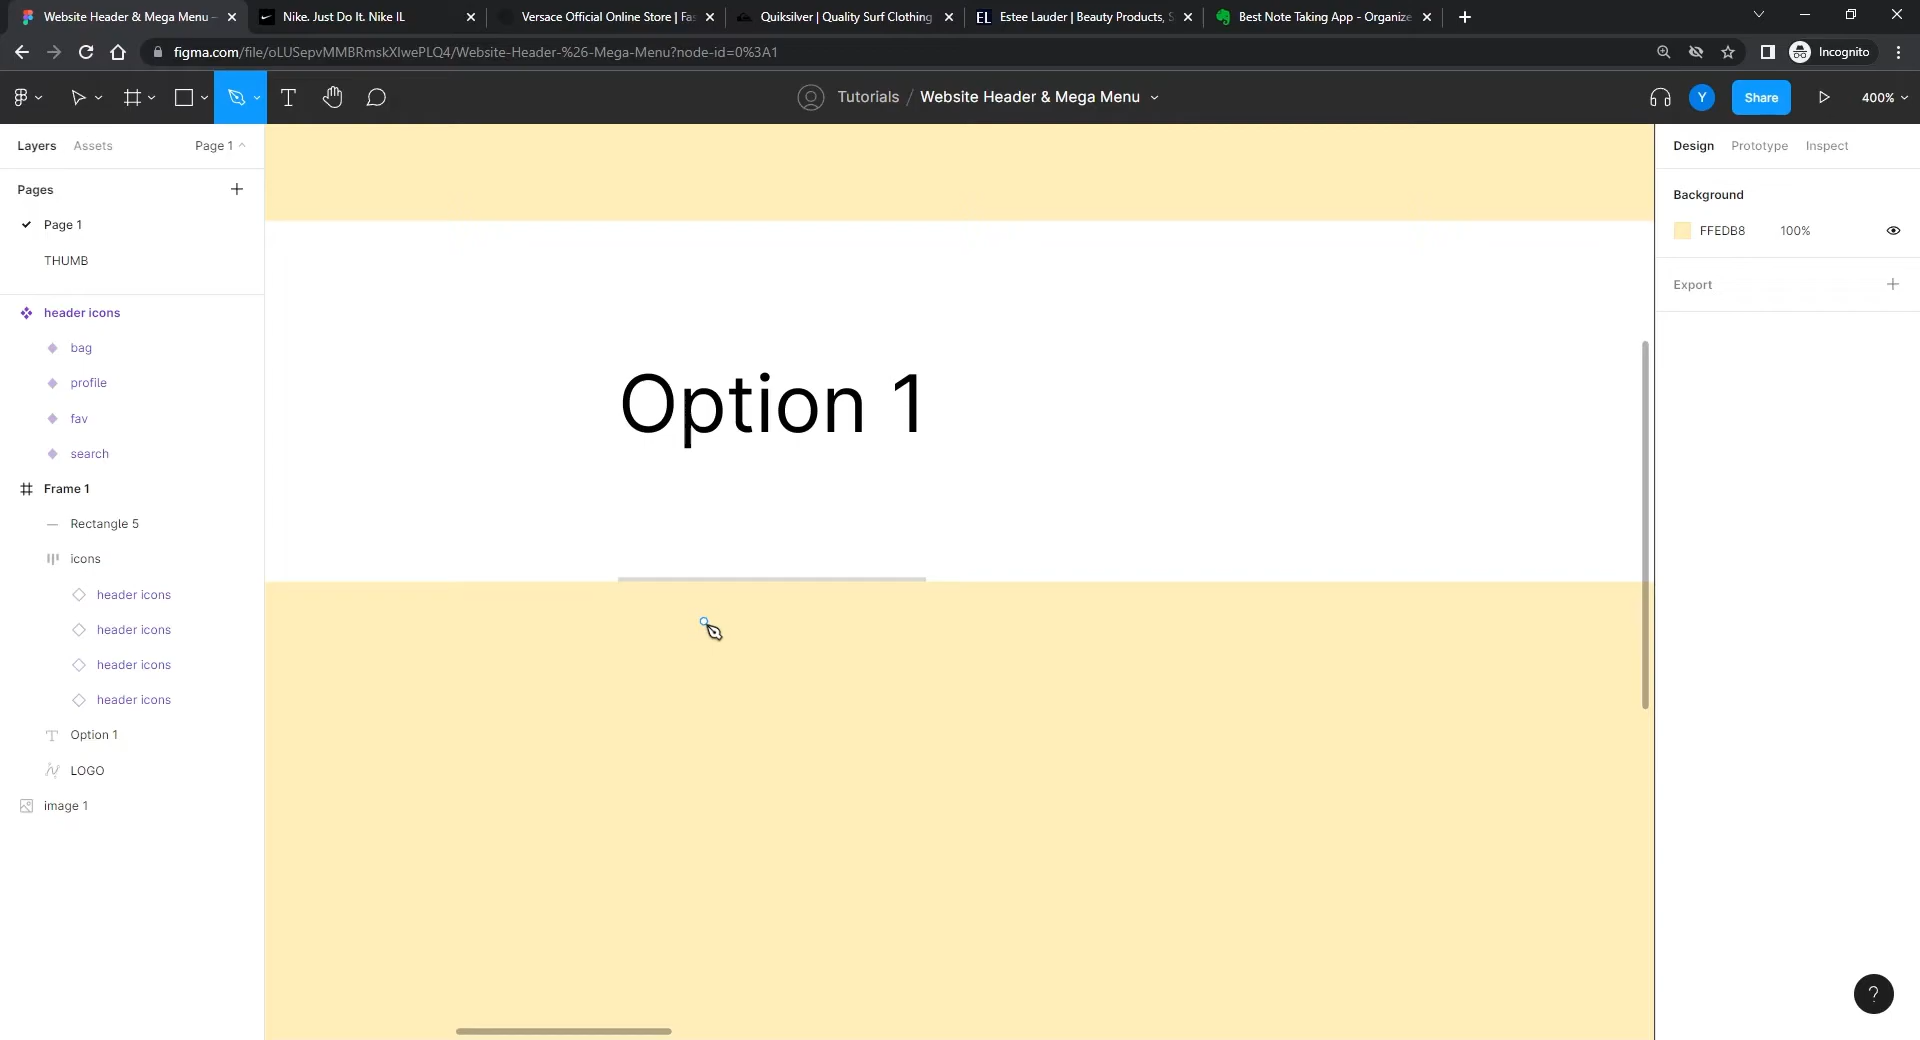 Website Header & Mega Menu –
Nike. Just Do It. Nike IL
Versace Official Online Store | Fas
Quiksilver | Quality Surf Clothing
EL
Estee Lauder | Beauty Products, S
Best Note Taking App - Organize
figma.com/file/oLUSepvMMBRmskXlwePLQ4/Website-Header-%26-Mega-Menu?node-id=0%3A1
Incognito
Tutorials / Website Header & Mega Menu
Y
Share
400%
Layers
Assets
Page 1
Design
Prototype
Inspect
Pages
Page 1
THUMB
Background
FFEDB8
100%
Export
header icons
bag
profile
fav
search
Frame 1
Rectangle 5
icons
header icons
header icons
header icons
header icons
Option 1
LOGO
image 1
Option 1
?